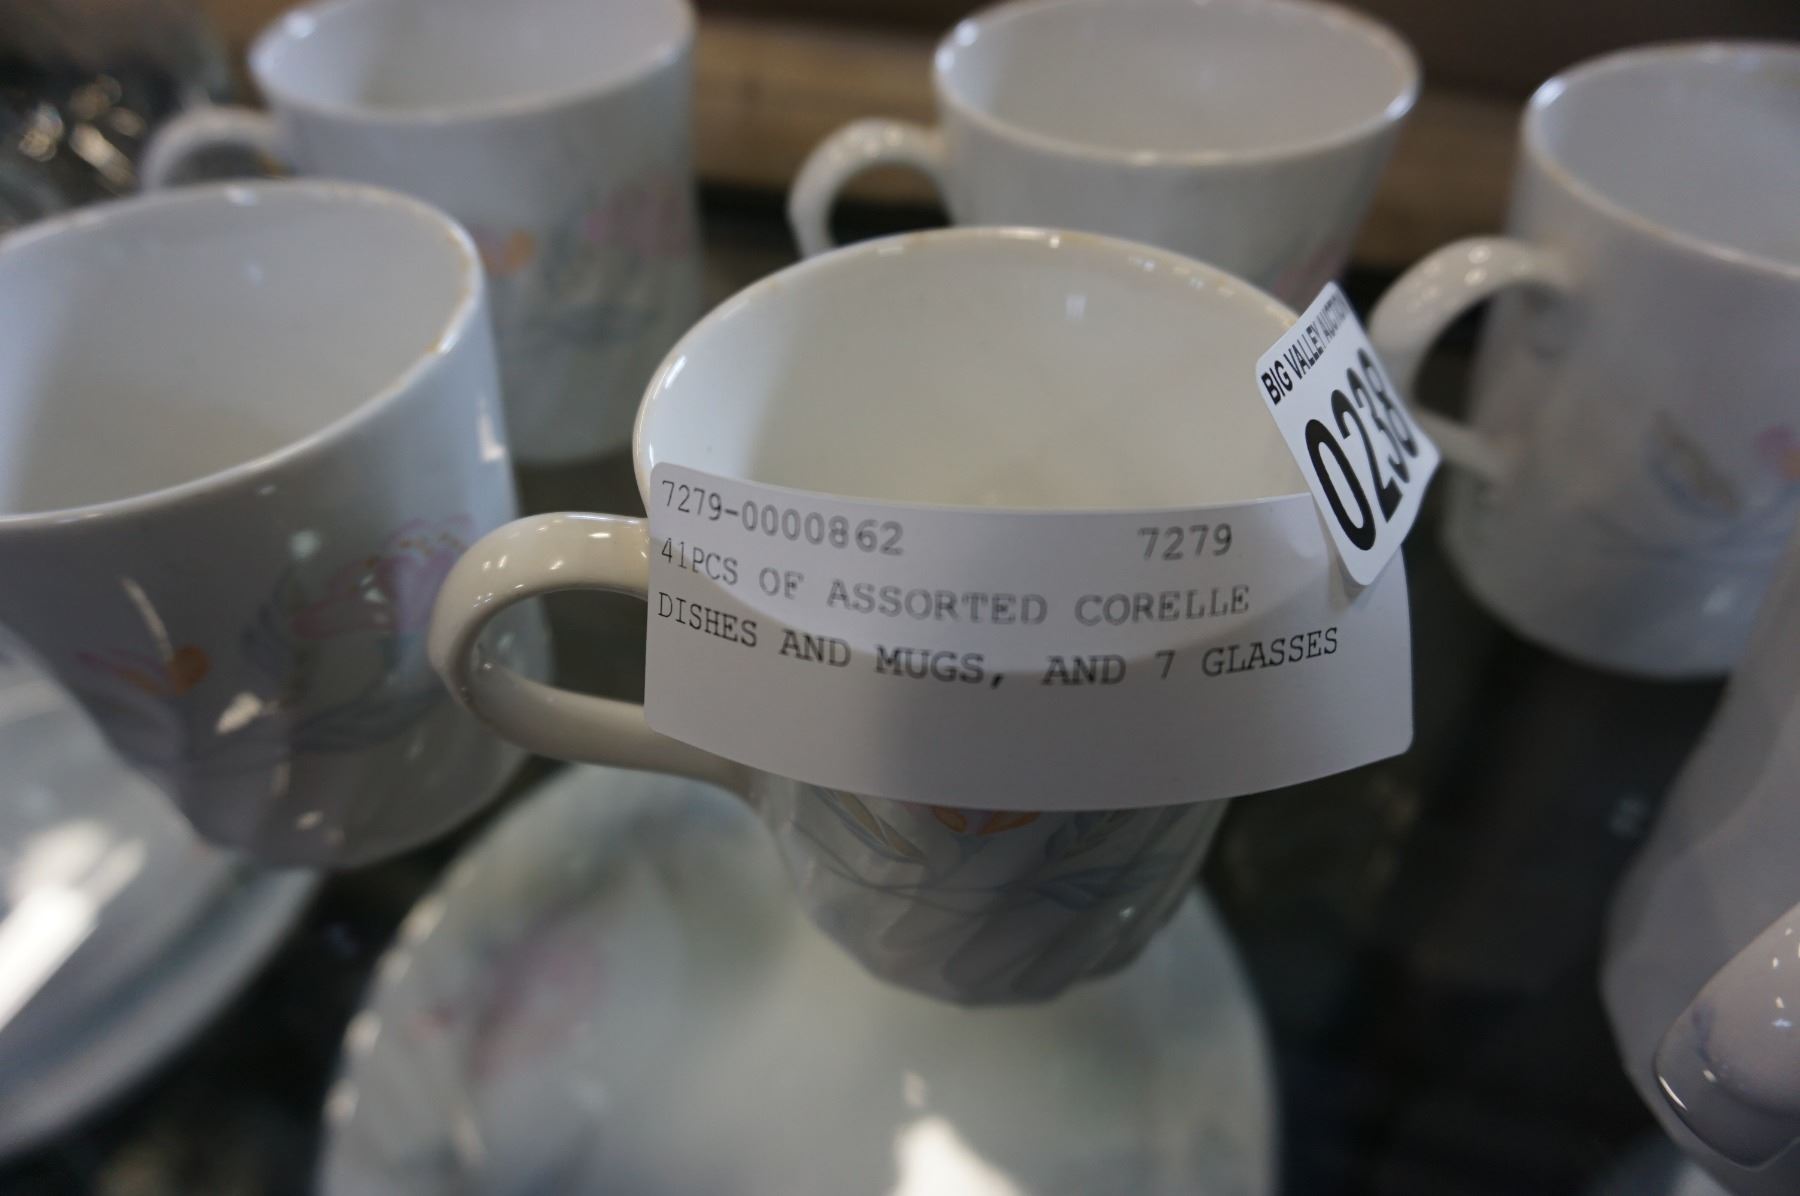 BIG VALLEY AUCTION
0238
7279-0000862 7279
41PCS OF ASSORTED CORELLE
DISHES AND MUGS, AND 7 GLASSES